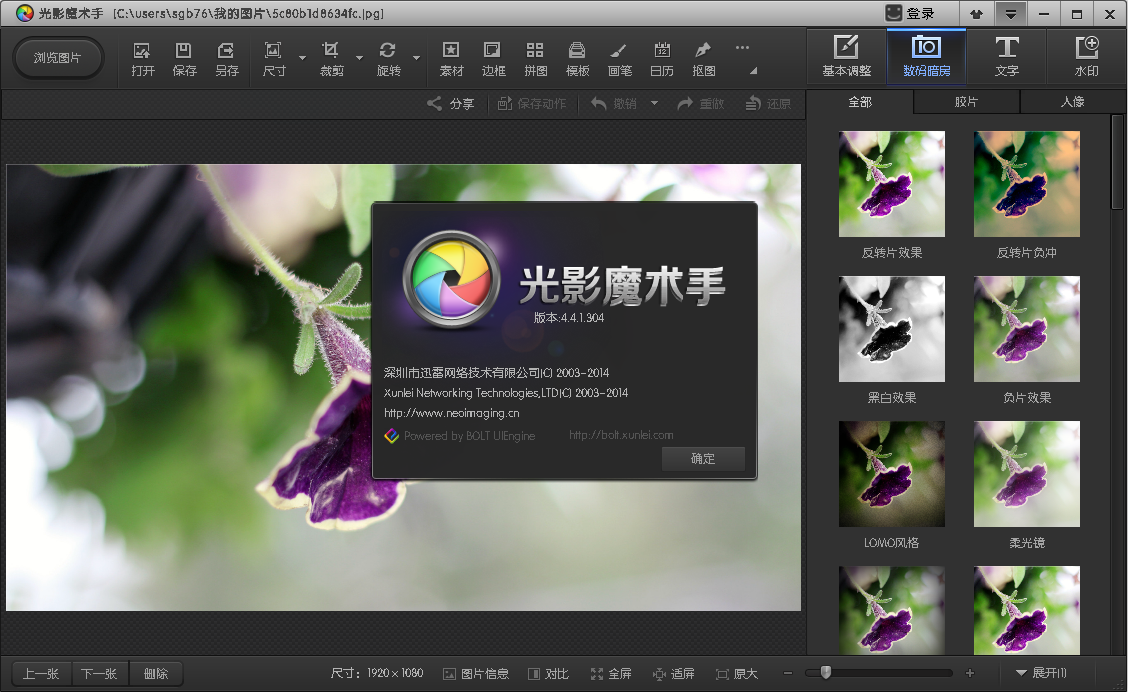 光影魔术手 [C:\users\sgb76\我的图片\5c80b1d8634fc.jpg]
登录
浏览图片
打开
保存
另存
尺寸
裁剪
旋转
素材
边框
拼图
模板
画笔
12
日历
抠图
基本调整
数码暗房
文字
水印
分享
保存动作
撤销
重做
还原
全部
胶片
人像
反转片效果
反转片负冲
黑白效果
负片效果
LOMO风格
柔光镜
光影魔术手
版本:4.4.1.304
深圳市迅雷网络技术有限公司(C) 2003-2014
Xunlei Networking Technologies,LTD(C) 2003-2014
http://www.neoimaging.cn
Powered by BOLT UIEngine
http://bolt.xunlei.com
确定
上一张
下一张
删除
尺寸：1920×1080
图片信息
对比
全屏
适屏
原大
展开(1)